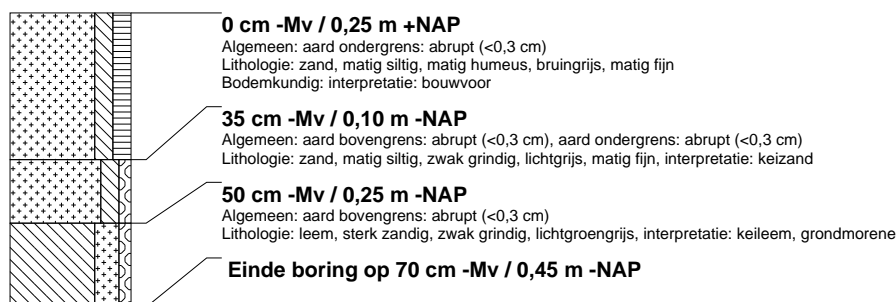 0 cm -Mv / 0,25 m +NAP
Algemeen: aard ondergrens: abrupt (<0,3 cm)
Lithologie: zand, matig siltig, matig humeus, bruingrijs, matig fijn
Bodemkundig: interpretatie: bouwvoor
35 cm -Mv / 0,10 m -NAP
Algemeen: aard bovengrens: abrupt (<0,3 cm), aard ondergrens: abrupt (<0,3 cm)
Lithologie: zand, matig siltig, zwak grindig, lichtgrijs, matig fijn, interpretatie: keizand
50 cm -Mv / 0,25 m -NAP
Algemeen: aard bovengrens: abrupt (<0,3 cm)
Lithologie: leem, sterk zandig, zwak grindig, lichtgroengrijs, interpretatie: keileem, grondmorene
Einde boring op 70 cm -Mv / 0,45 m -NAP